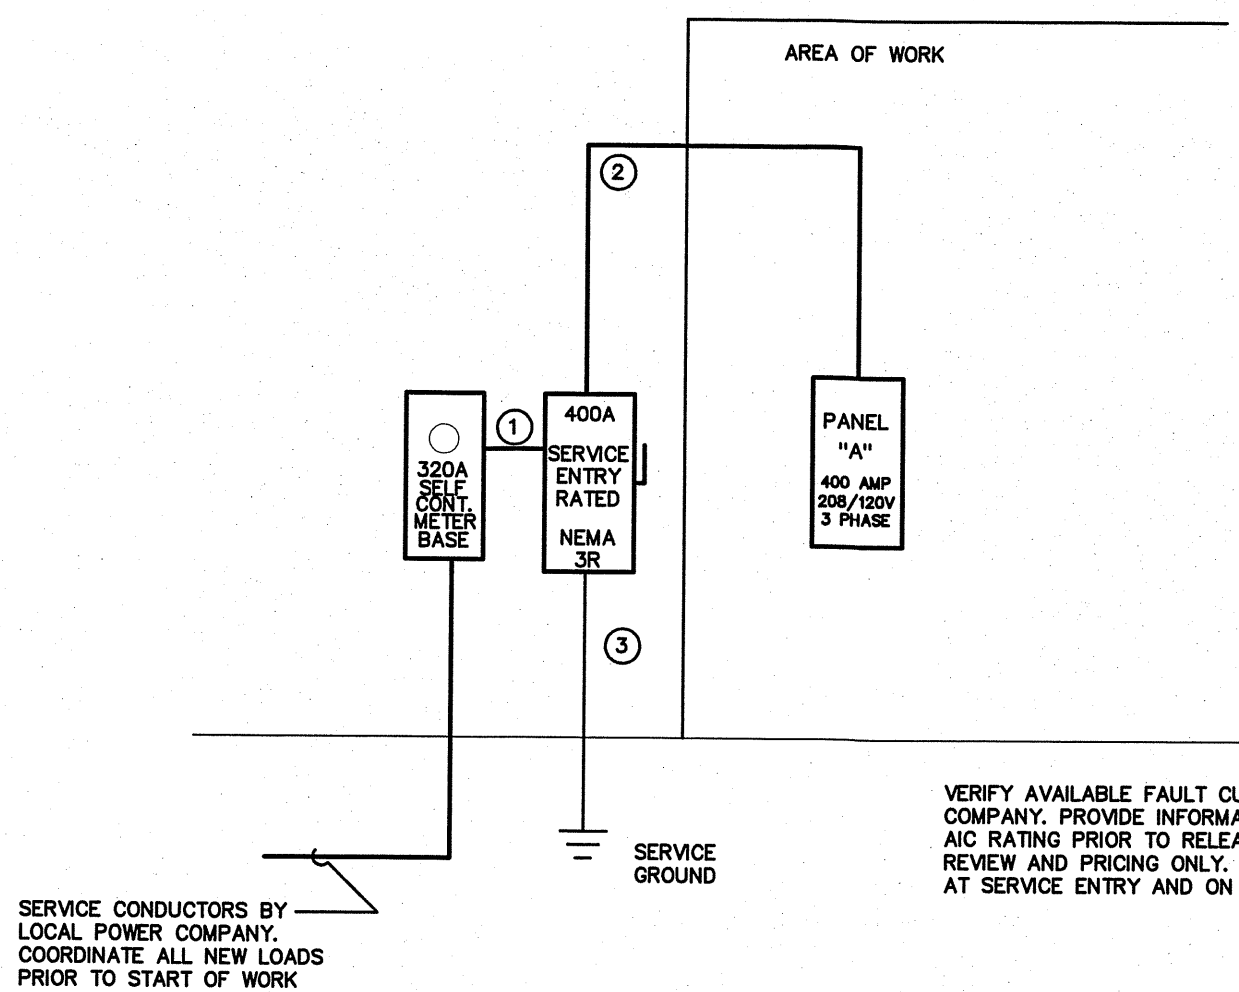 AREA OF WORK
2
400A
SERVICE
ENTRY
RATED
NEMA
3R
1
320A
SELF
CONT.
METER
BASE
PANEL
"A"
400 AMP
208/120V
3 PHASE
3
SERVICE
GROUND
SERVICE CONDUCTORS BY
LOCAL POWER COMPANY.
COORDINATE ALL NEW LOADS
PRIOR TO START OF WORK
VERIFY AVAILABLE FAULT
COMPANY. PROVIDE
AIC RATING PRIOR TO
REVIEW AND PRICING ONLY.
AT SERVICE ENTRY AND ON